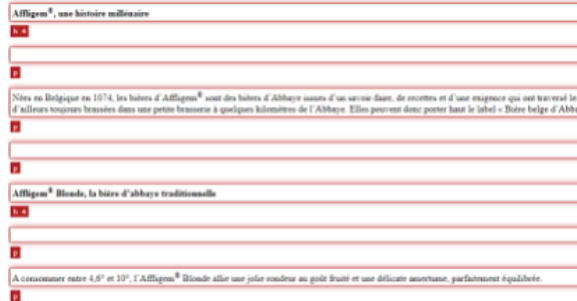 Affligem®, une histoire millénaire
h 4
p
Nées en Belgique en 1074, les bières d'Affligem® sont des bières d'Abbaye issues d'un savoir-faire, de recettes et d'une exigence qui ont traversé le
d'ailleurs toujours brassées dans une petite brasserie à quelques kilomètres de l'Abbaye. Elles peuvent donc porter haut le label « Bière belge d'Abba
p
p
Affligem® Blonde, la bière d'abbaye traditionnelle
h 4
p
A consommer entre 4,6° et 10°, l'Affligem® Blonde allie une jolie rondeur au goût fruité et une délicate amertume, parfaitement équilibrée.
p